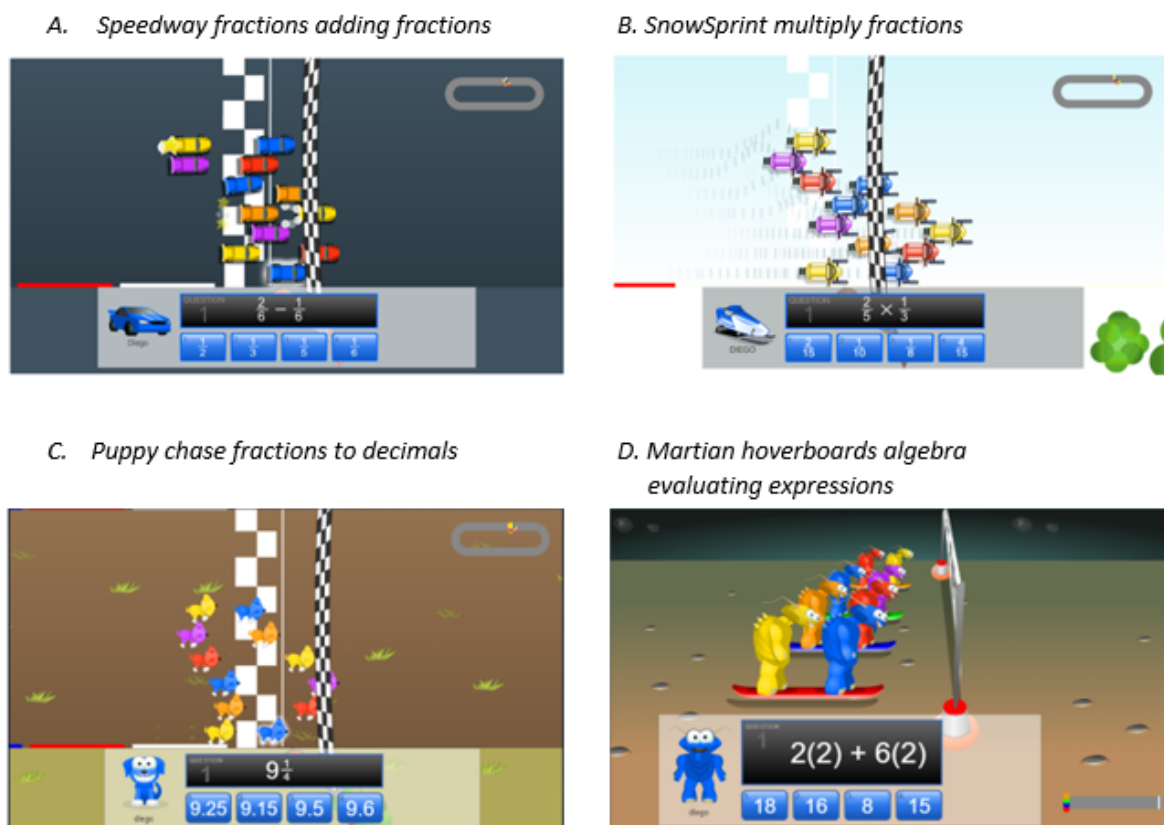 A. Speedway fractions adding fractions
B. SnowSprint multiply fractions
QUESTION
1
2/6 − 1/6
Diego
1/2 1/3 1/5 1/6
QUESTION
1
2/5 × 1/3
DIEGO
2/15 1/10 1/8 4/15
C. Puppy chase fractions to decimals
D. Martian hoverboards algebra
evaluating expressions
QUESTION
1
9 1/4
diego
9.25 9.15 9.5 9.6
QUESTION
1
2(2) + 6(2)
diego
18 16 8 15